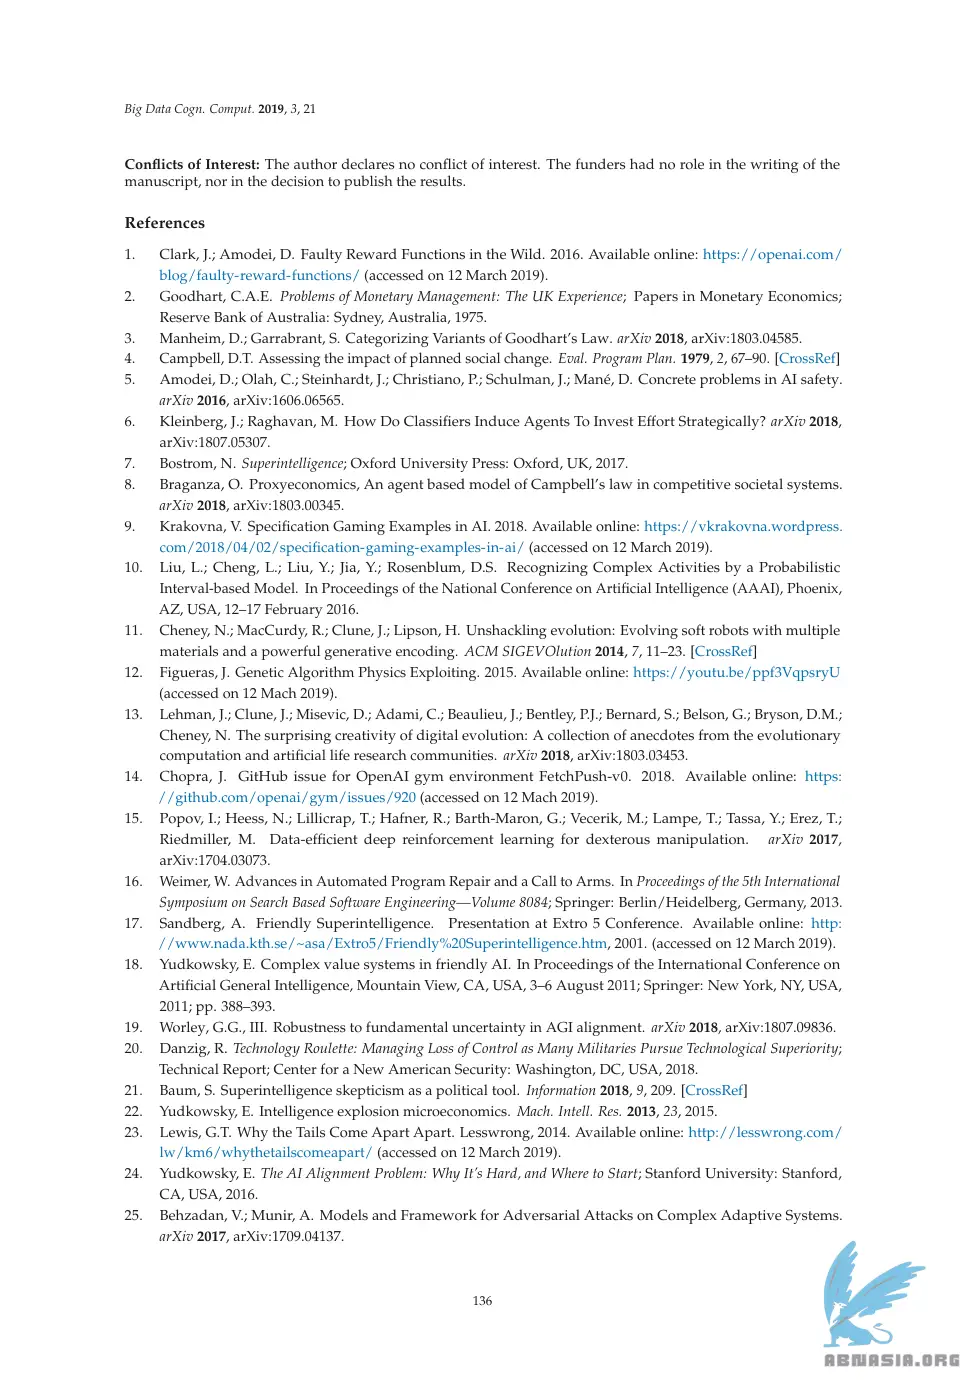 Big Data Cogn. Comput. 2019, 3, 21
Conflicts of Interest: The author declares no conflict of interest. The funders had no role in the writing of the
manuscript, nor in the decision to publish the results.
References
1. Clark, J.; Amodei, D. Faulty Reward Functions in the Wild. 2016. Available online: https://openai.com/
blog/faulty-reward-functions/ (accessed on 12 March 2019).
2. Goodhart, C.A.E. Problems of Monetary Management: The UK Experience; Papers in Monetary Economics;
Reserve Bank of Australia: Sydney, Australia, 1975.
3. Manheim, D.; Garrabrant, S. Categorizing Variants of Goodhart's Law. arXiv 2018, arXiv:1803.04585.
4. Campbell, D.T. Assessing the impact of planned social change. Eval. Program Plan. 1979, 2, 67–90. [CrossRef]
5. Amodei, D.; Olah, C.; Steinhardt, J.; Christiano, P.; Schulman, J.; Mané, D. Concrete problems in AI safety.
arXiv 2016, arXiv:1606.06565.
6. Kleinberg, J.; Raghavan, M. How Do Classifiers Induce Agents To Invest Effort Strategically? arXiv 2018,
arXiv:1807.05307.
7. Bostrom, N. Superintelligence; Oxford University Press: Oxford, UK, 2017.
8. Braganza, O. Proxyeconomics, An agent based model of Campbell's law in competitive societal systems.
arXiv 2018, arXiv:1803.00345.
9. Krakovna, V. Specification Gaming Examples in AI. 2018. Available online: https://vkrakovna.wordpress.
com/2018/04/02/specification-gaming-examples-in-ai/ (accessed on 12 March 2019).
10. Liu, L.; Cheng, L.; Liu, Y.; Jia, Y.; Rosenblum, D.S. Recognizing Complex Activities by a Probabilistic
Interval-based Model. In Proceedings of the National Conference on Artificial Intelligence (AAAI), Phoenix,
AZ, USA, 12–17 February 2016.
11. Cheney, N.; MacCurdy, R.; Clune, J.; Lipson, H. Unshackling evolution: Evolving soft robots with multiple
materials and a powerful generative encoding. ACM SIGEVOlution 2014, 7, 11–23. [CrossRef]
12. Figueras, J. Genetic Algorithm Physics Exploiting. 2015. Available online: https://youtu.be/ppf3VqpsryU
(accessed on 12 Mach 2019).
13. Lehman, J.; Clune, J.; Misevic, D.; Adami, C.; Beaulieu, J.; Bentley, P.J.; Bernard, S.; Belson, G.; Bryson, D.M.;
Cheney, N. The surprising creativity of digital evolution: A collection of anecdotes from the evolutionary
computation and artificial life research communities. arXiv 2018, arXiv:1803.03453.
14. Chopra, J. GitHub issue for OpenAI gym environment FetchPush-v0. 2018. Available online: https:
//github.com/openai/gym/issues/920 (accessed on 12 Mach 2019).
15. Popov, I.; Heess, N.; Lillicrap, T.; Hafner, R.; Barth-Maron, G.; Vecerik, M.; Lampe, T.; Tassa, Y.; Erez, T.;
Riedmiller, M. Data-efficient deep reinforcement learning for dexterous manipulation. arXiv 2017,
arXiv:1704.03073.
16. Weimer, W. Advances in Automated Program Repair and a Call to Arms. In Proceedings of the 5th International
Symposium on Search Based Software Engineering—Volume 8084; Springer: Berlin/Heidelberg, Germany, 2013.
17. Sandberg, A. Friendly Superintelligence. Presentation at Extro 5 Conference. Available online: http:
//www.nada.kth.se/~asa/Extro5/Friendly%20Superintelligence.htm, 2001. (accessed on 12 March 2019).
18. Yudkowsky, E. Complex value systems in friendly AI. In Proceedings of the International Conference on
Artificial General Intelligence, Mountain View, CA, USA, 3–6 August 2011; Springer: New York, NY, USA,
2011; pp. 388–393.
19. Worley, G.G., III. Robustness to fundamental uncertainty in AGI alignment. arXiv 2018, arXiv:1807.09836.
20. Danzig, R. Technology Roulette: Managing Loss of Control as Many Militaries Pursue Technological Superiority;
Technical Report; Center for a New American Security: Washington, DC, USA, 2018.
21. Baum, S. Superintelligence skepticism as a political tool. Information 2018, 9, 209. [CrossRef]
22. Yudkowsky, E. Intelligence explosion microeconomics. Mach. Intell. Res. 2013, 23, 2015.
23. Lewis, G.T. Why the Tails Come Apart Apart. Lesswrong, 2014. Available online: http://lesswrong.com/
lw/km6/whythetailscomeapart/ (accessed on 12 March 2019).
24. Yudkowsky, E. The AI Alignment Problem: Why It's Hard, and Where to Start; Stanford University: Stanford,
CA, USA, 2016.
25. Behzadan, V.; Munir, A. Models and Framework for Adversarial Attacks on Complex Adaptive Systems.
arXiv 2017, arXiv:1709.04137.
136
ABNASIA.ORG